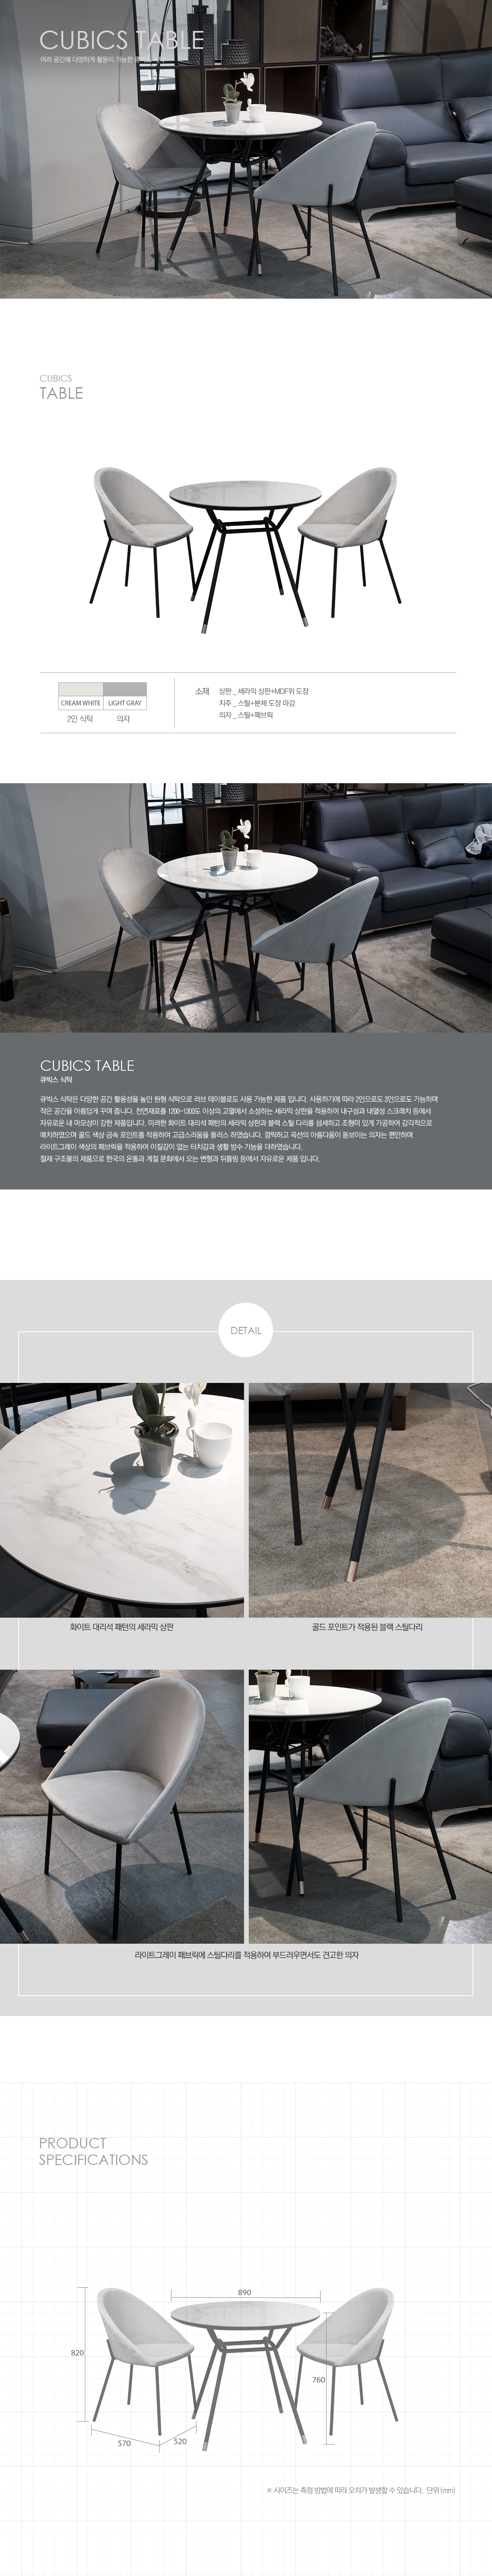 CUBICS TABLE
여러 공간에 다양하게 활용이 가능한
CUBICS
TABLE
CREAM WHITE LIGHT GRAY
2인 식탁 의자
소재 상판 _ 세라믹 상판+MDF위 도장
지주 _ 스틸+분체 도장 마감
의자 _ 스틸+패브릭
CUBICS TABLE
큐빅스 식탁
큐빅스 식탁은 다양한 공간 활용성을 높인 원형 식탁으로 러브 테이블로도 사용 가능한 제품 입니다. 사용하기에 따라 2인으로도 3인으로도 가능하며
작은 공간을 아름답게 꾸며 줍니다. 천연재료를 1200~1300도 이상의 고열에서 소성하는 세라믹 상판을 적용하여 내구성과 내열성 스크래치 등에서
자유로운 내 마모성이 강한 제품입니다. 미려한 화이트 대리석 패턴의 세라믹 상판과 블랙 스틸 다리를 섬세하고 조형미 있게 가공하여 감각적으로
매치하였으며 골드 색상 금속 포인트를 적용하여 고급스러움을 플러스 하였습니다. 깜찍하고 곡선의 아름다움이 돋보이는 의자는 편안하며
라이트그레이 색상의 패브릭을 적용하여 이질감이 없는 터치감과 생활 방수 기능을 더하였습니다.
철재 구조물의 제품으로 한국의 온돌과 계절 문화에서 오는 변형과 뒤틀림 등에서 자유로운 제품 입니다.
DETAIL
화이트 대리석 패턴의 세라믹 상판
골드 포인트가 적용된 블랙 스틸다리
라이트그레이 패브릭에 스틸다리를 적용하여 부드러우면서도 견고한 의자
PRODUCT
SPECIFICATIONS
890
820
760
570
520
※ 사이즈는 측정 방법에 따라 오차가 발생할 수 있습니다. 단위 (mm)